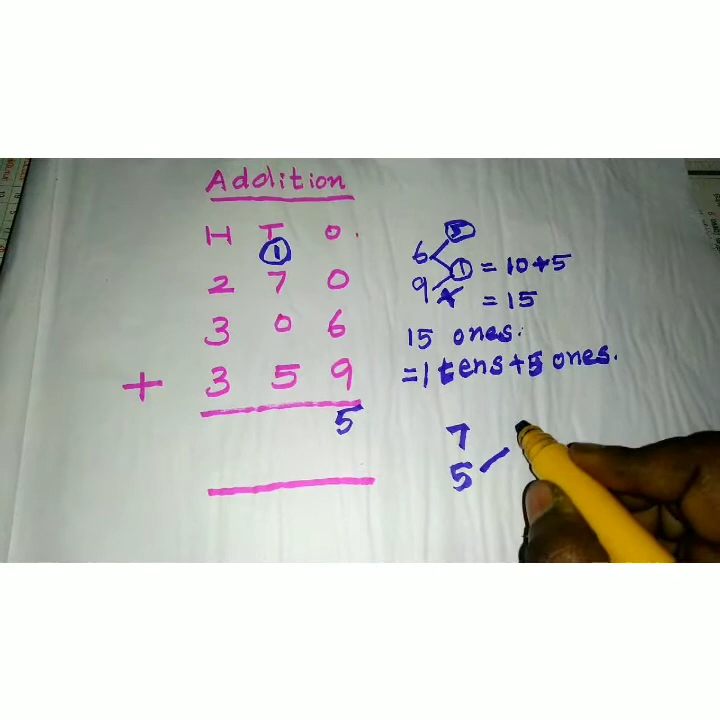 Addition
H T O.
1
2 7 0
3 0 6
+ 3 5 9
5
6 5
9 1 = 10+5
= 15
15 ones.
=1 tens+5 ones.
7
5